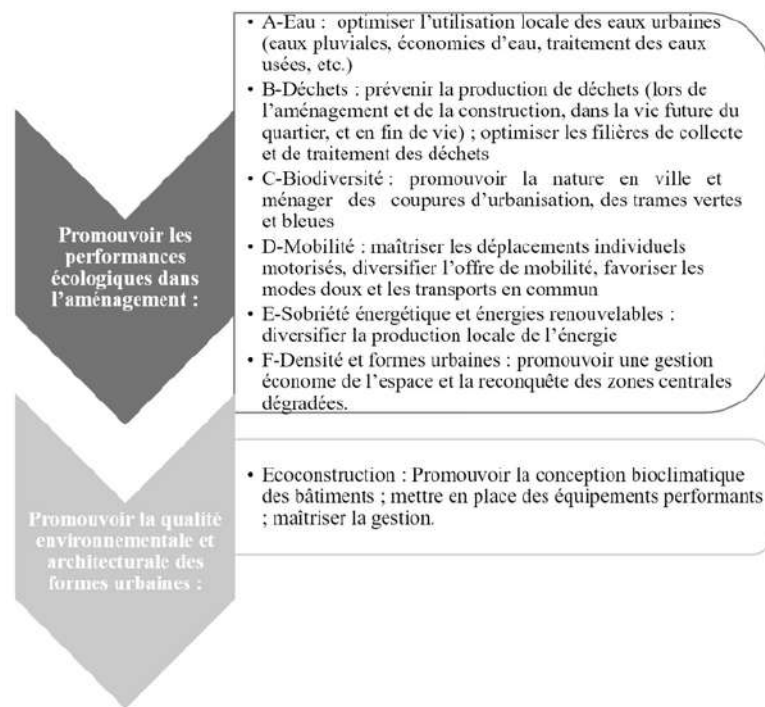 • A-Eau : optimiser l'utilisation locale des eaux urbaines
(eaux pluviales, économies d'eau, traitement des eaux
usées, etc.)
• B-Déchets : prévenir la production de déchets (lors de
l'aménagement et de la construction, dans la vie future du
quartier, et en fin de vie) ; optimiser les filières de collecte
et de traitement des déchets
• C-Biodiversité : promouvoir la nature en ville et
ménager des coupures d'urbanisation, des trames vertes
et bleues
• D-Mobilité : maîtriser les déplacements individuels
motorisés, diversifier l'offre de mobilité, favoriser les
modes doux et les transports en commun
• E-Sobriété énergétique et énergies renouvelables :
diversifier la production locale de l'énergie
• F-Densité et formes urbaines : promouvoir une gestion
économe de l'espace et la reconquête des zones centrales
dégradées.
Promouvoir les
performances
écologiques dans
l'aménagement :
• Ecoconstruction : Promouvoir la conception bioclimatique
des bâtiments ; mettre en place des équipements performants
; maîtriser la gestion.
Promouvoir la qualité
environnementale et
architecturale des
formes urbaines :